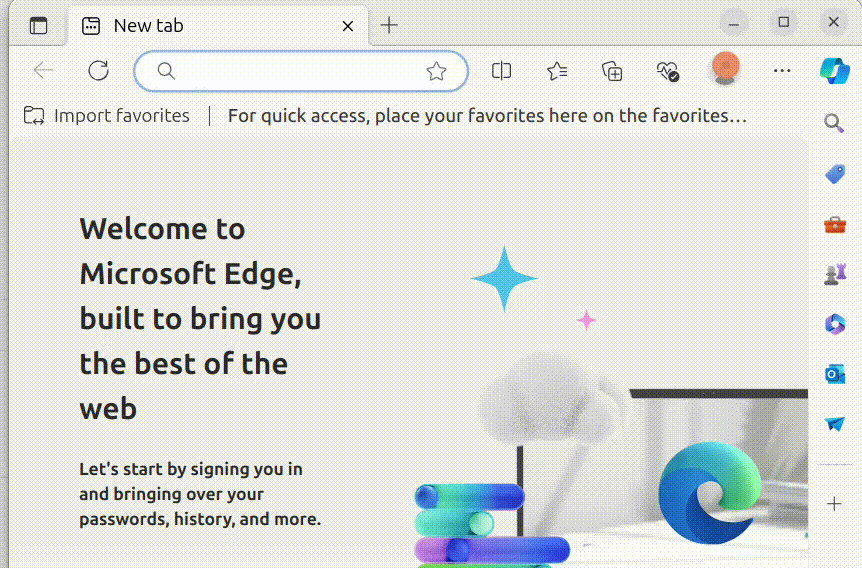 New tab
Import favorites
For quick access, place your favorites here on the favorites...
Welcome to
Microsoft Edge,
built to bring you
the best of the
web
Let's start by signing you in
and bringing over your
passwords, history, and more.